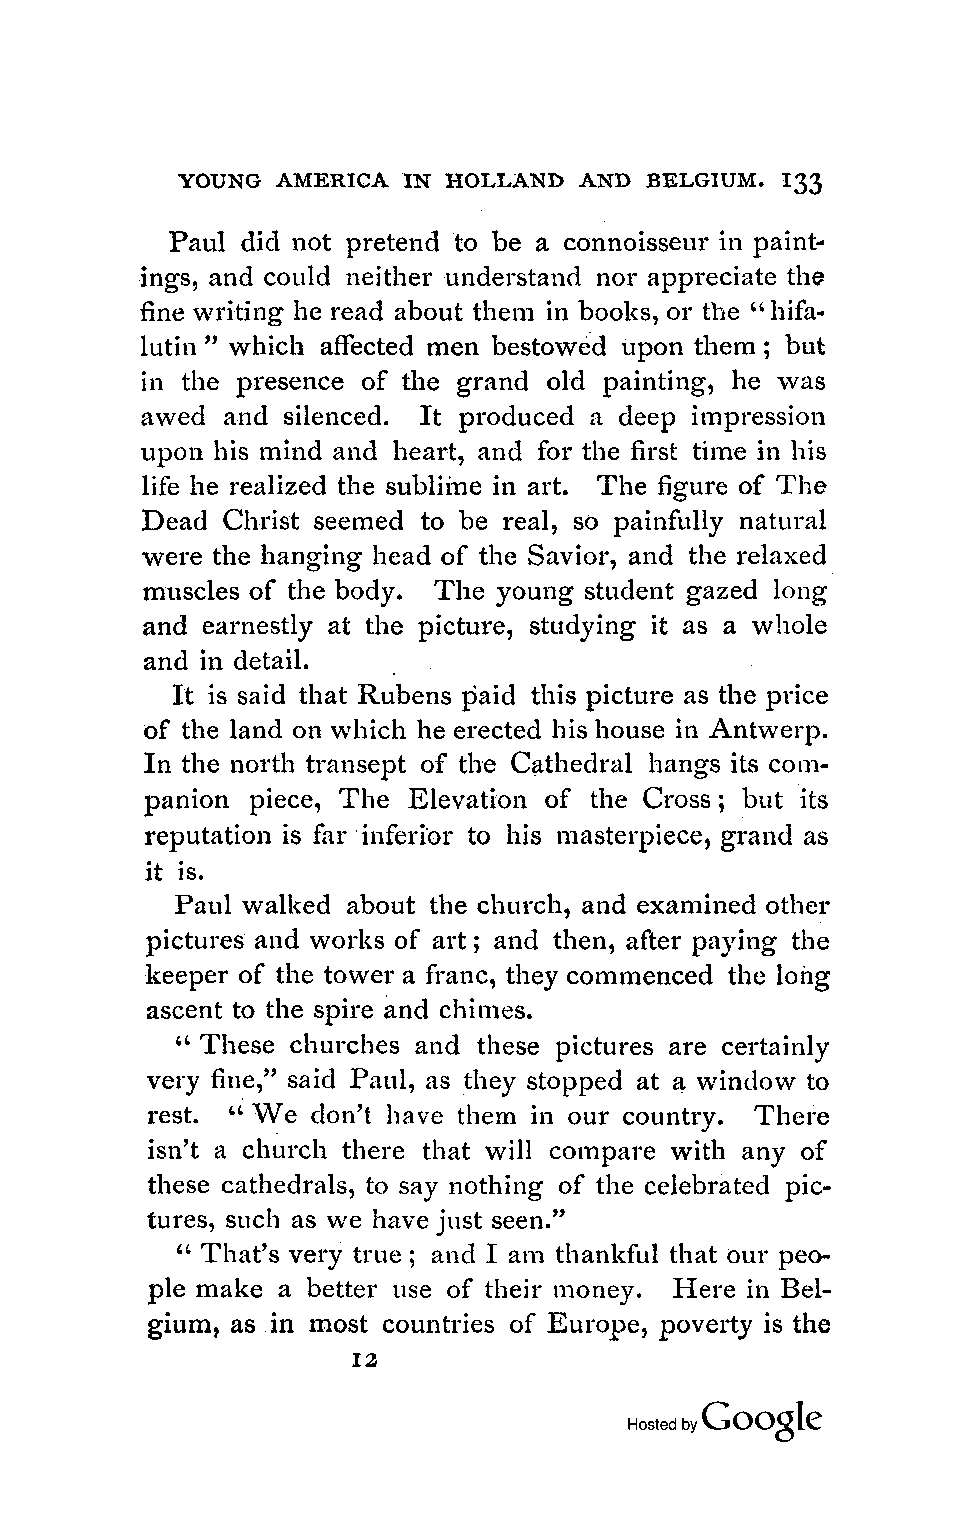 YOUNG AMERICA IN HOLLAND AND BELGIUM. 133
Paul did not pretend to be a connoisseur in paint-
ings, and could neither understand nor appreciate the
fine writing he read about them in books, or the “hifa-
lutin” which affected men bestowed upon them; but
in the presence of the grand old painting, he was
awed and silenced. It produced a deep impression
upon his mind and heart, and for the first time in his
life he realized the sublime in art. The figure of The
Dead Christ seemed to be real, so painfully natural
were the hanging head of the Savior, and the relaxed
muscles of the body. The young student gazed long
and earnestly at the picture, studying it as a whole
and in detail.
It is said that Rubens paid this picture as the price
of the land on which he erected his house in Antwerp.
In the north transept of the Cathedral hangs its com-
panion piece, The Elevation of the Cross; but its
reputation is far inferior to his masterpiece, grand as
it is.
Paul walked about the church, and examined other
pictures and works of art; and then, after paying the
keeper of the tower a franc, they commenced the long
ascent to the spire and chimes.
“These churches and these pictures are certainly
very fine,” said Paul, as they stopped at a window to
rest. “We don’t have them in our country. There
isn’t a church there that will compare with any of
these cathedrals, to say nothing of the celebrated pic-
tures, such as we have just seen.”
“That’s very true; and I am thankful that our peo-
ple make a better use of their money. Here in Bel-
gium, as in most countries of Europe, poverty is the
12
Hosted by Google